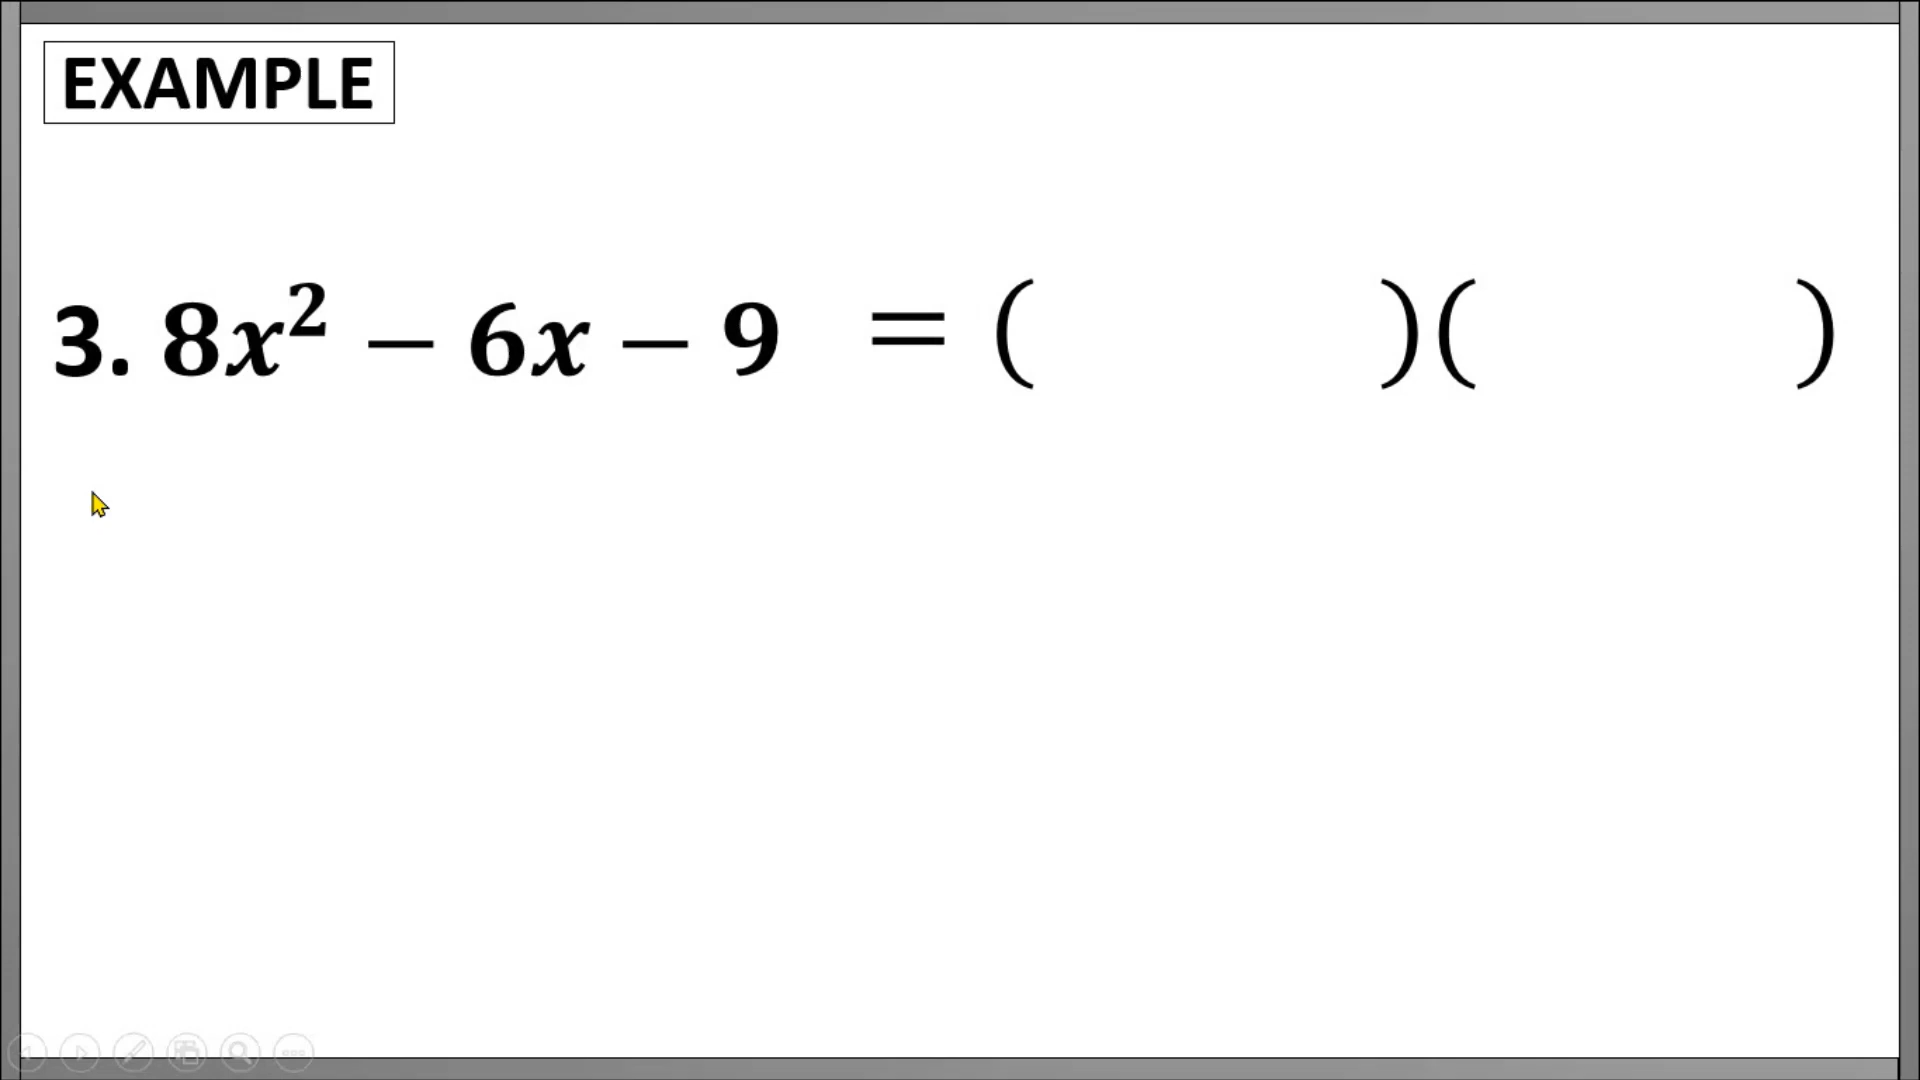 EXAMPLE
3. 8x² − 6x − 9 = (        )(        )